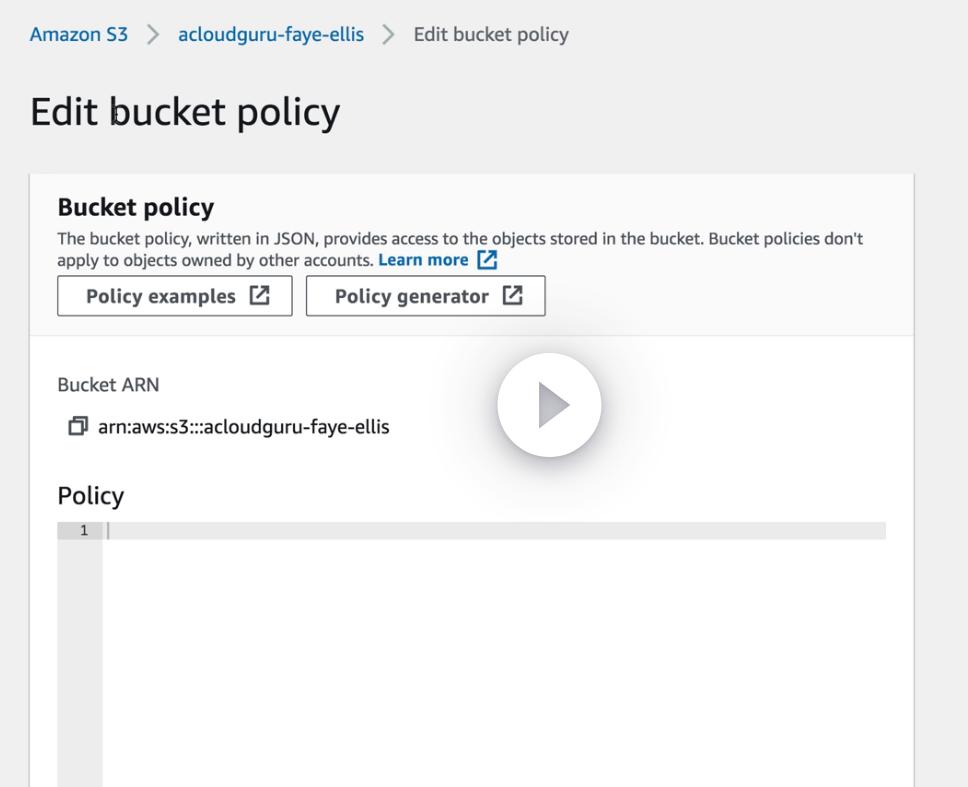 Amazon S3 > acloudguru-faye-ellis > Edit bucket policy
Edit bucket policy
Bucket policy
The bucket policy, written in JSON, provides access to the objects stored in the bucket. Bucket policies don't
apply to objects owned by other accounts. Learn more
Policy examples Policy generator
Bucket ARN
arn:aws:s3:::acloudguru-faye-ellis
Policy
1